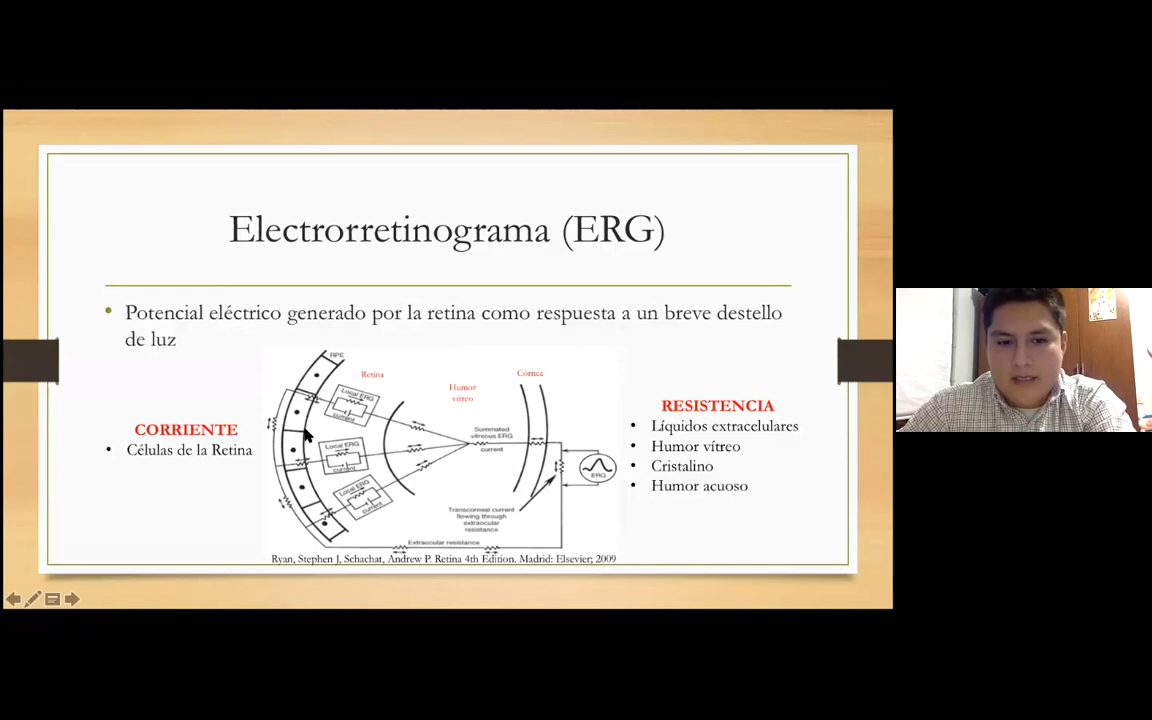 Electrorretinograma (ERG)
Potencial eléctrico generado por la retina como respuesta a un breve destello
de luz
CORRIENTE
• Células de la Retina
RPE
Retina
Humor
vítreo
Córnea
Local ERG
current
Local ERG
current
Local ERG
current
Summated
vitreous ERG
current
ERG
Transcorneal current
flowing through
extraocular
resistance
Extraocular resistance
Ryan, Stephen J, Schachat, Andrew P. Retina 4th Edition. Madrid: Elsevier; 2009
RESISTENCIA
• Líquidos extracelulares
• Humor vítreo
• Cristalino
• Humor acuoso